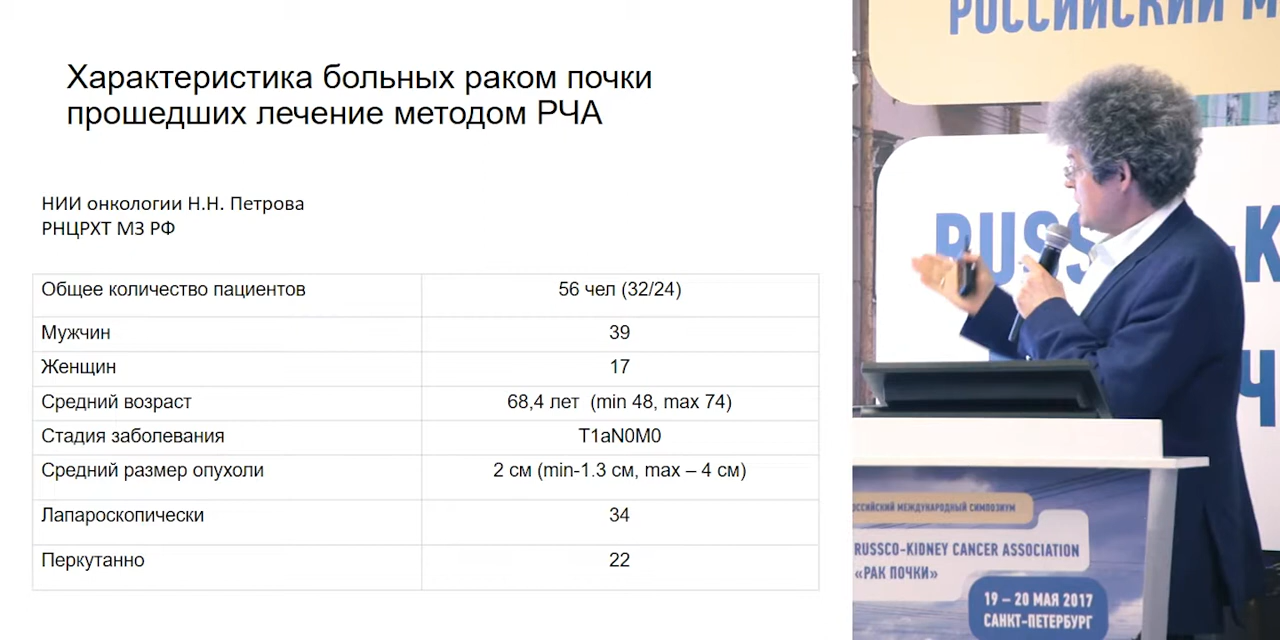 Характеристика больных раком почки
прошедших лечение методом РЧА
НИИ онкологии Н.Н. Петрова
РНЦРХТ МЗ РФ
Общее количество пациентов 56 чел (32/24)
Мужчин 39
Женщин 17
Средний возраст 68,4 лет (min 48, max 74)
Стадия заболевания T1aN0M0
Средний размер опухоли 2 см (min-1.3 см, max – 4 см)
Лапароскопически 34
Перкутанно 22
РОССИЙСКИЙ
RUSS
-K
Ч
ОССИЙСКИЙ МЕЖДУНАРОДНЫЙ СИМПОЗИУМ
RUSSCO-KIDNEY CANCER ASSOCIATION
«РАК ПОЧКИ»
19 – 20 МАЯ 2017
САНКТ-ПЕТЕРБУРГ